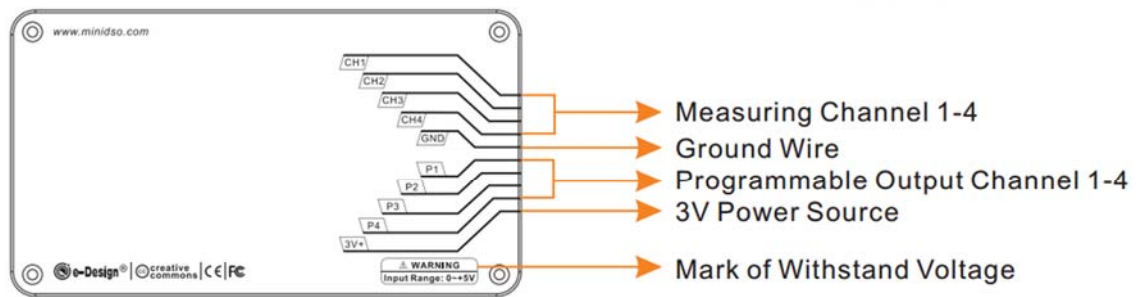 www.minidso.com
CH1
CH2
CH3
CH4
GND
P1
P2
P3
P4
3V+
e-Design® | cc creative commons | CE | FC
⚠ WARNING
Input Range: 0~+5V
Measuring Channel 1-4
Ground Wire
Programmable Output Channel 1-4
3V Power Source
Mark of Withstand Voltage